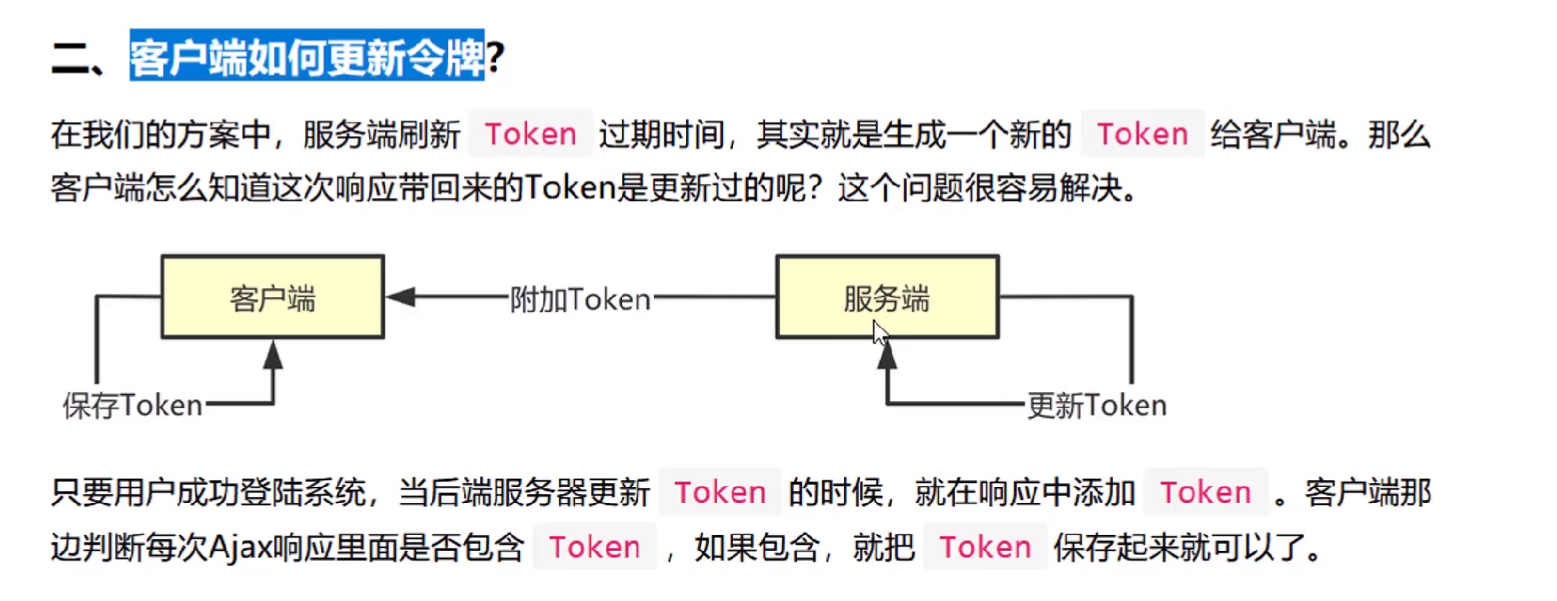 二、客户端如何更新令牌?
在我们的方案中，服务端刷新 Token 过期时间，其实就是生成一个新的 Token 给客户端。那么
客户端怎么知道这次响应带回来的Token是更新过的呢？这个问题很容易解决。
客户端
附加Token
服务端
保存Token
更新Token
只要用户成功登陆系统，当后端服务器更新 Token 的时候，就在响应中添加 Token 。客户端那
边判断每次Ajax响应里面是否包含 Token ，如果包含，就把 Token 保存起来就可以了。